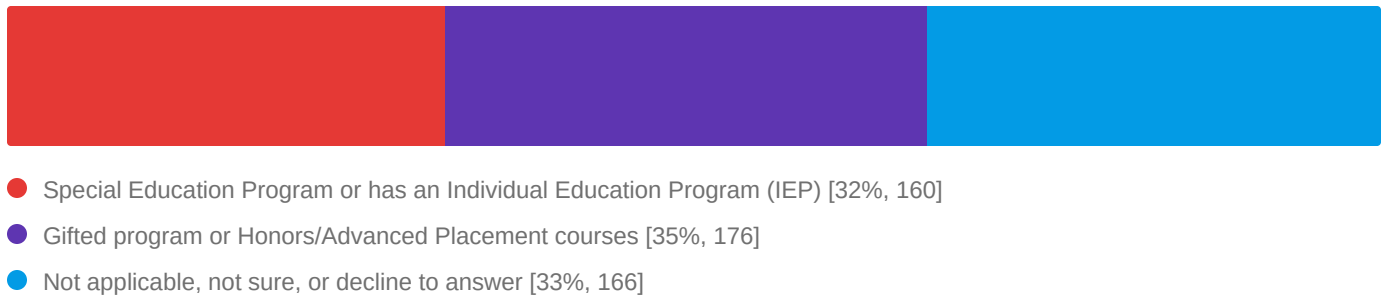 Special Education Program or has an Individual Education Program (IEP) [32%, 160]
Gifted program or Honors/Advanced Placement courses [35%, 176]
Not applicable, not sure, or decline to answer [33%, 166]